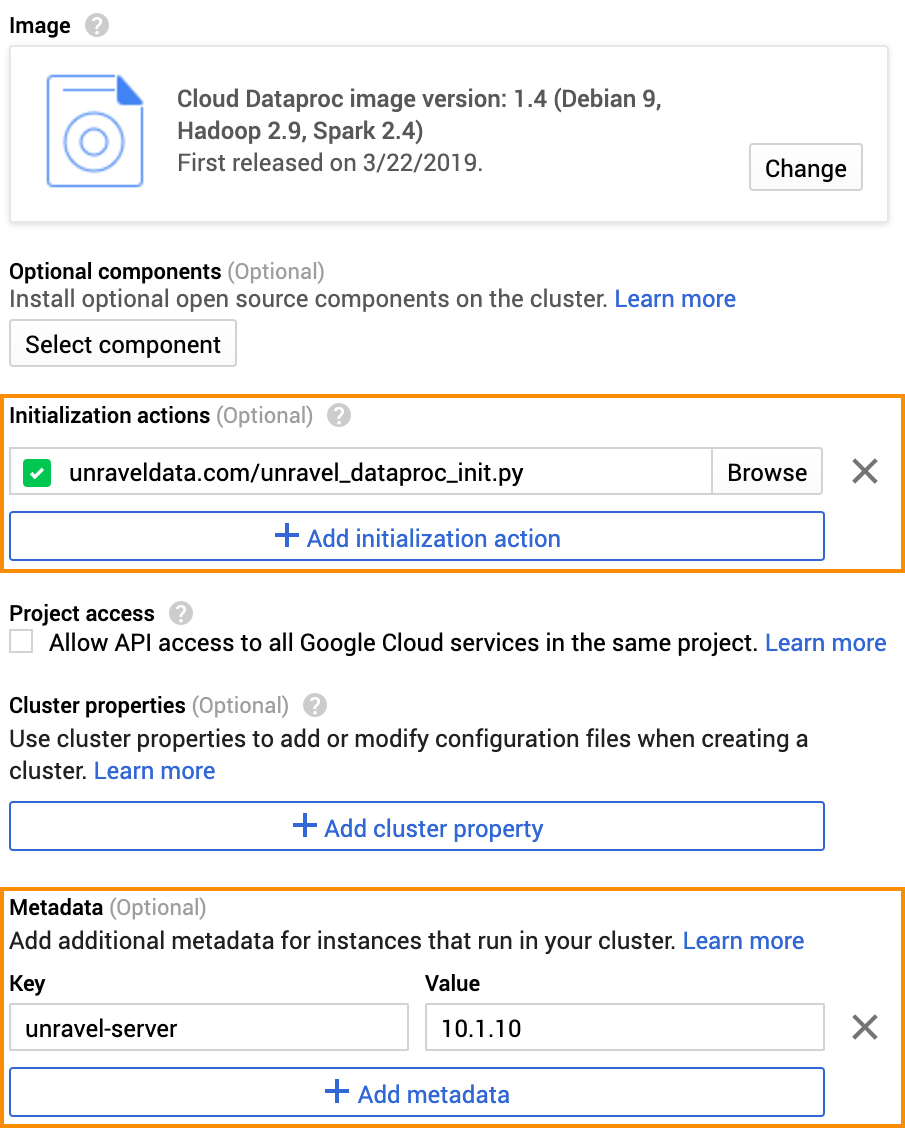 Image ?
Cloud Dataproc image version: 1.4 (Debian 9,
Hadoop 2.9, Spark 2.4)
First released on 3/22/2019.
Change
Optional components (Optional)
Install optional open source components on the cluster. Learn more
Select component
Initialization actions (Optional) ?
unraveldata.com/unravel_dataproc_init.py
Browse
+ Add initialization action
Project access ?
Allow API access to all Google Cloud services in the same project. Learn more
Cluster properties (Optional) ?
Use cluster properties to add or modify configuration files when creating a
cluster. Learn more
+ Add cluster property
Metadata (Optional)
Add additional metadata for instances that run in your cluster. Learn more
Key
Value
unravel-server
10.1.10
+ Add metadata